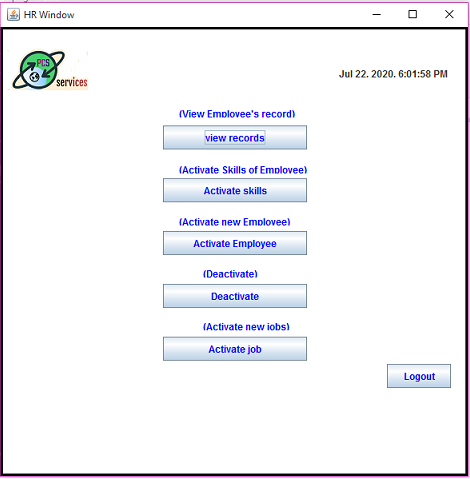 HR Window
PCS
services
Jul 22. 2020. 6:01:58 PM
(View Employee's record)
view records
(Activate Skills of Employee)
Activate skills
(Activate new Employee)
Activate Employee
(Deactivate)
Deactivate
(Activate new jobs)
Activate job
Logout